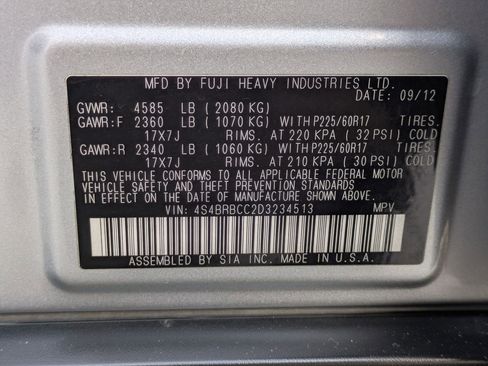 MFD BY FUJI HEAVY INDUSTRIES LTD.
DATE: 09/12
GVWR: 4585 LB (2080 KG)
GAWR:F 2360 LB (1070 KG) WITH P225/60R17 TIRES.
17X7J RIMS. AT 220 KPA (32 PSI) COLD
GAWR:R 2340 LB (1060 KG) WITH P225/60R17 TIRES.
17X7J RIMS. AT 210 KPA (30 PSI) COLD
THIS VEHICLE CONFORMS TO ALL APPLICABLE FEDERAL MOTOR
VEHICLE SAFETY AND THEFT PREVENTION STANDARDS IN
EFFECT ON THE DATE OF MANUFACTURE SHOWN ABOVE.
VIN: 4S4BRBCC2D3234513 MPV
ASSEMBLED BY SIA INC. MADE IN U.S.A.